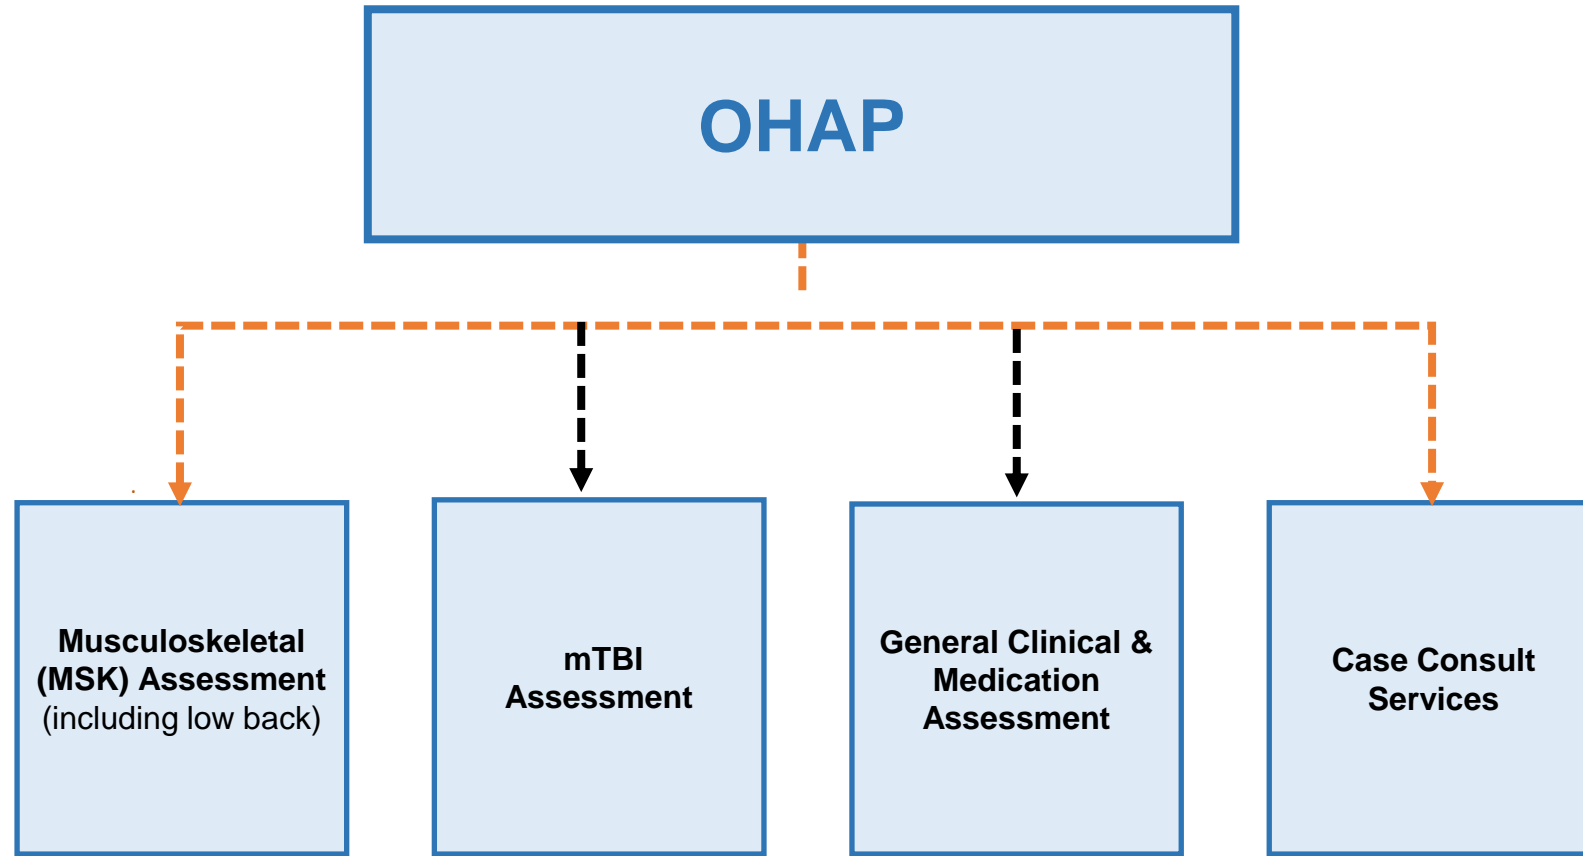 OHAP
Musculoskeletal
(MSK) Assessment
(including low back)
mTBI
Assessment
General Clinical &
Medication
Assessment
Case Consult
Services